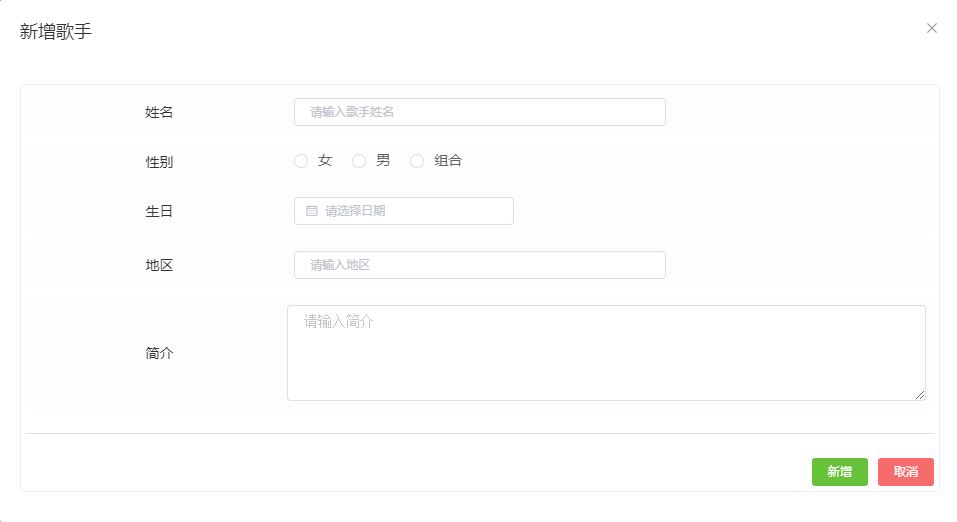 新增歌手
姓名 请输入歌手姓名
性别 女 男 组合
生日 请选择日期
地区 请输入地区
简介 请输入简介
新增 取消